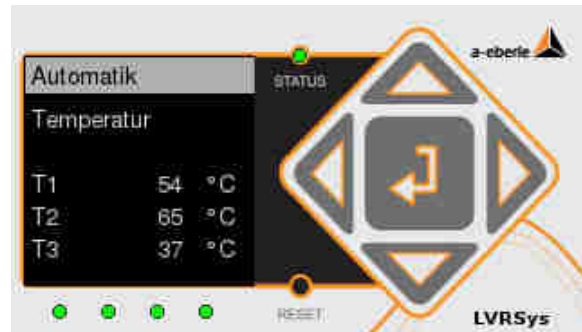 a-eberle
Automatik
STATUS
Temperatur
T1 54 °C
T2 65 °C
T3 37 °C
RESET
LVRSys